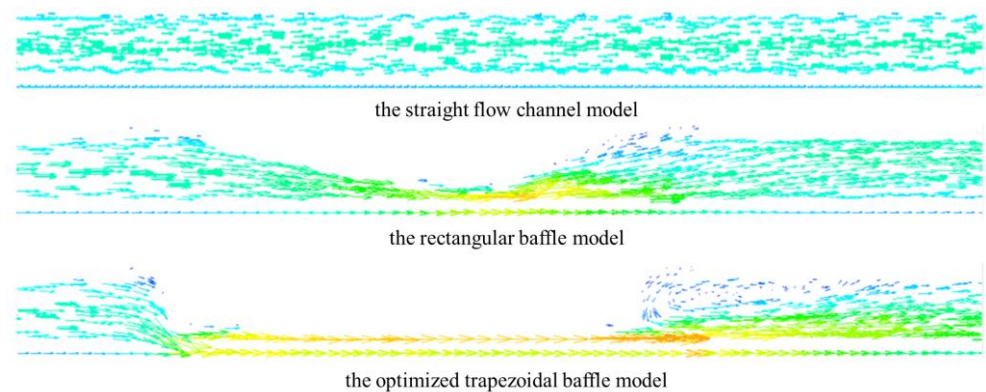 the straight flow channel model
the rectangular baffle model
the optimized trapezoidal baffle model